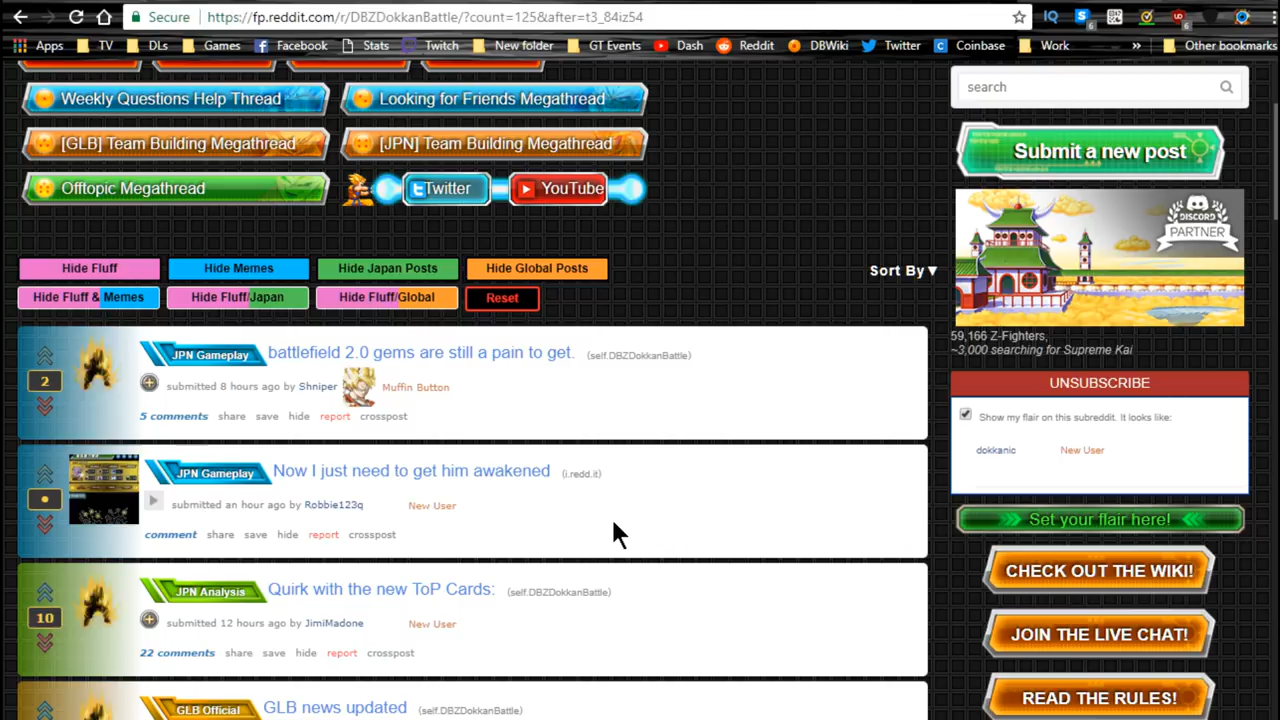 Secure https://fp.reddit.com/r/DBZDokkanBattle/?count=125&after=t3_84iz54
Apps TV DLs Games Facebook Stats Twitch New folder GT Events Dash Reddit DBWiki Twitter Coinbase Work » Other bookmarks
Weekly Questions Help Thread Looking for Friends Megathread
[GLB] Team Building Megathread [JPN] Team Building Megathread
Offtopic Megathread Twitter YouTube
search
Submit a new post
DISCORD
PARTNER
Hide Fluff Hide Memes Hide Japan Posts Hide Global Posts
Hide Fluff & Memes Hide Fluff/Japan Hide Fluff/Global Reset
Sort By▼
59,166 Z-Fighters,
~3,000 searching for Supreme Kai
UNSUBSCRIBE
Show my flair on this subreddit. It looks like:
dokkanic New User
Set your flair here!
CHECK OUT THE WIKI!
JOIN THE LIVE CHAT!
READ THE RULES!
JPN Gameplay battlefield 2.0 gems are still a pain to get. (self.DBZDokkanBattle)
2 submitted 8 hours ago by Shniper Muffin Button
5 comments share save hide report crosspost
JPN Gameplay Now I just need to get him awakened (i.redd.it)
• submitted an hour ago by Robbie123q New User
comment share save hide report crosspost
JPN Analysis Quirk with the new ToP Cards: (self.DBZDokkanBattle)
10 submitted 12 hours ago by JimiMadone New User
22 comments share save hide report crosspost
GLB Official GLB news updated (self.DBZDokkanBattle)